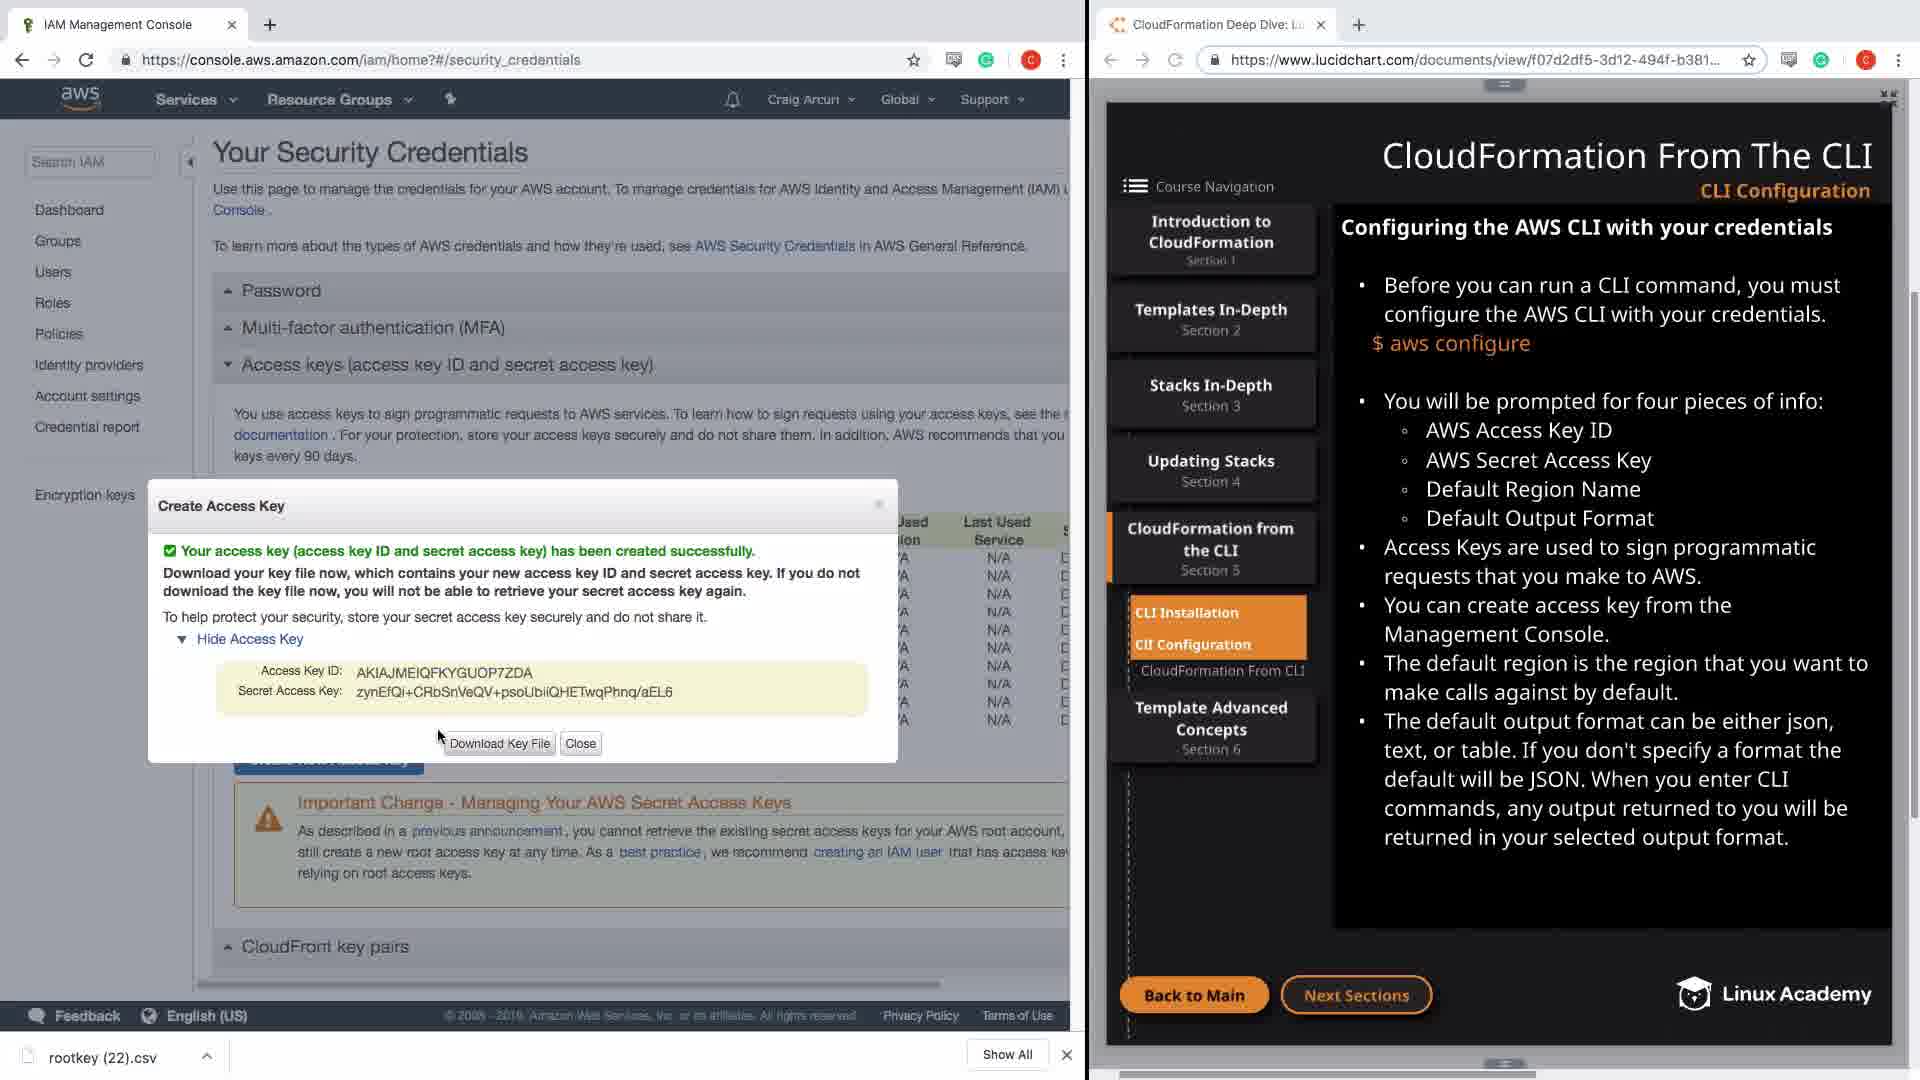 IAM Management Console
CloudFormation Deep Dive: Lu
https://console.aws.amazon.com/iam/home?#/security_credentials
C
https://www.lucidchart.com/documents/view/f07d2df5-3d12-494f-b381...
C
aws
Services
Resource Groups
Craig Arcuri
Global
Support
Search IAM
Dashboard
Groups
Users
Roles
Policies
Identity providers
Account settings
Credential report
Encryption keys
Your Security Credentials
Use this page to manage the credentials for your AWS account. To manage credentials for AWS Identity and Access Management (IAM)
Console .
To learn more about the types of AWS credentials and how they're used, see AWS Security Credentials in AWS General Reference.
Password
Multi-factor authentication (MFA)
Access keys (access key ID and secret access key)
You use access keys to sign programmatic requests to AWS services. To learn how to sign requests using your access keys, see the
documentation . For your protection, store your access keys securely and do not share them. In addition, AWS recommends that you
keys every 90 days.
Last Used
Service
N/A
N/A
N/A
N/A
N/A
N/A
N/A
N/A
N/A
N/A
Create Access Key
Your access key (access key ID and secret access key) has been created successfully.
Download your key file now, which contains your new access key ID and secret access key. If you do not
download the key file now, you will not be able to retrieve your secret access key again.
To help protect your security, store your secret access key securely and do not share it.
Hide Access Key
Access Key ID: AKIAJMEIQFKYGUOP7ZDA
Secret Access Key: zynEfQi+CRbSnVeQV+psoUbiiQHETwqPhnq/aEL6
Download Key File
Close
Important Change - Managing Your AWS Secret Access Keys
As described in a previous announcement, you cannot retrieve the existing secret access keys for your AWS root account,
still create a new root access key at any time. As a best practice, we recommend creating an IAM user that has access
relying on root access keys.
CloudFront key pairs
Feedback
English (US)
© 2008 - 2019, Amazon Web Services, Inc. or its affiliates. All rights reserved.
Privacy Policy
Terms of Use
rootkey (22).csv
Show All
CloudFormation From The CLI
CLI Configuration
Course Navigation
Introduction to
CloudFormation
Section 1
Templates In-Depth
Section 2
Stacks In-Depth
Section 3
Updating Stacks
Section 4
CloudFormation from
the CLI
Section 5
CLI Installation
ClI Configuration
CloudFormation From CLI
Template Advanced
Concepts
Section 6
Configuring the AWS CLI with your credentials
• Before you can run a CLI command, you must
configure the AWS CLI with your credentials.
$ aws configure
• You will be prompted for four pieces of info:
◦ AWS Access Key ID
◦ AWS Secret Access Key
◦ Default Region Name
◦ Default Output Format
• Access Keys are used to sign programmatic
requests that you make to AWS.
• You can create access key from the
Management Console.
• The default region is the region that you want to
make calls against by default.
• The default output format can be either json,
text, or table. If you don't specify a format the
default will be JSON. When you enter CLI
commands, any output returned to you will be
returned in your selected output format.
Back to Main
Next Sections
Linux Academy